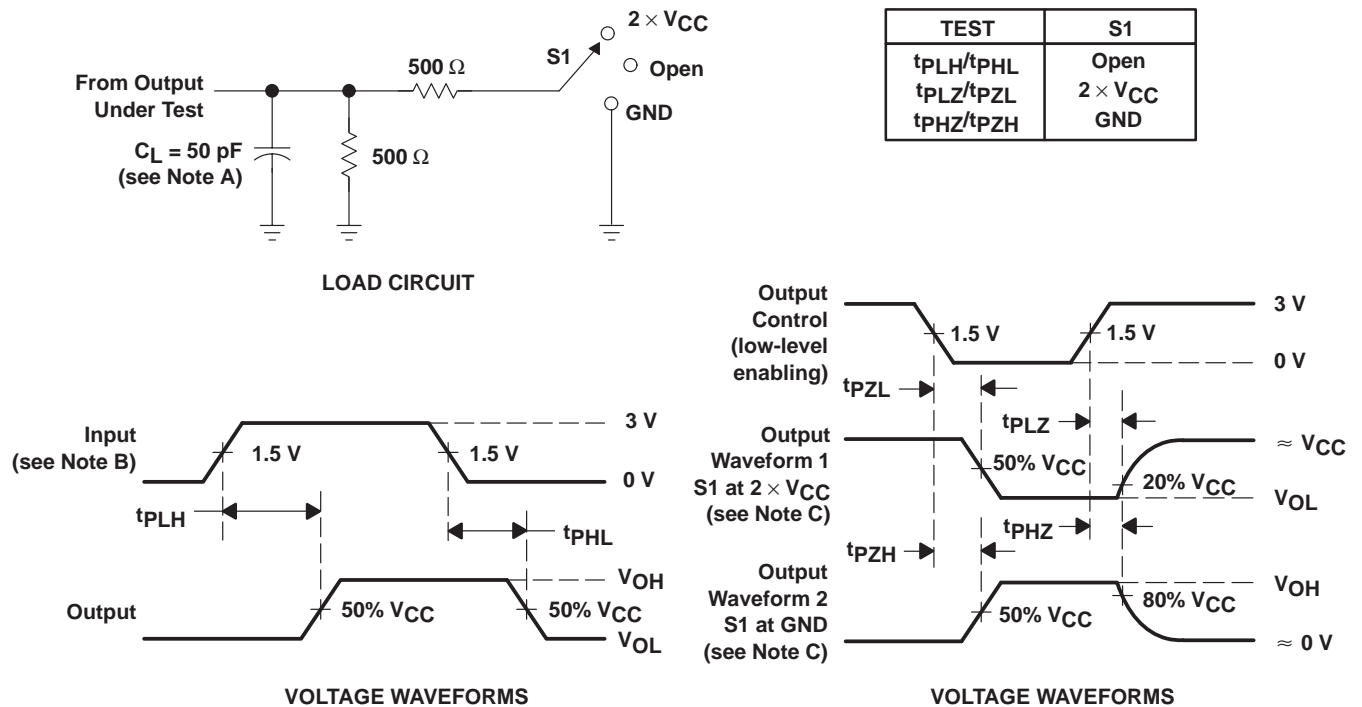 2 × VCC
S1
Open
GND
500 Ω
From Output
Under Test
CL = 50 pF
(see Note A)
500 Ω
LOAD CIRCUIT
TEST S1
tPLH/tPHL Open
tPLZ/tPZL 2 × VCC
tPHZ/tPZH GND
Input
(see Note B)
1.5 V
1.5 V
3 V
0 V
tPLH
tPHL
Output
50% VCC
50% VCC
VOH
VOL
VOLTAGE WAVEFORMS
Output
Control
(low-level
enabling)
1.5 V
1.5 V
3 V
0 V
tPZL
tPLZ
Output
Waveform 1
S1 at 2 × VCC
(see Note C)
50% VCC
20% VCC
≈ VCC
VOL
tPZH
tPHZ
Output
Waveform 2
S1 at GND
(see Note C)
50% VCC
80% VCC
VOH
≈ 0 V
VOLTAGE WAVEFORMS